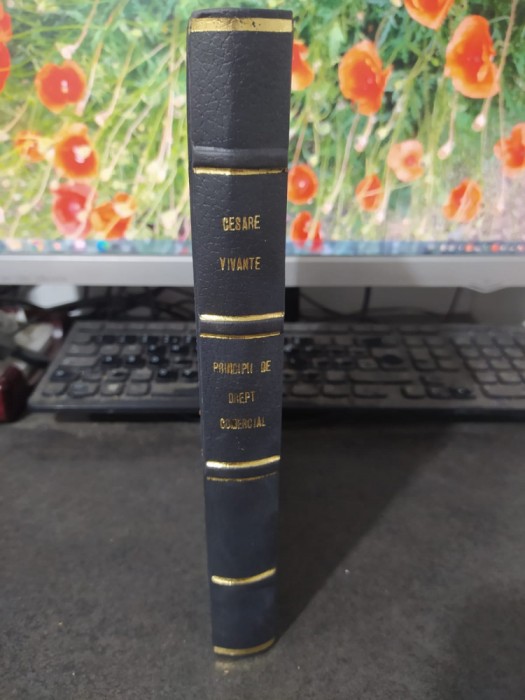 CESARE
VIVANTE
PRINCIPII DE
DREPT
COMERCIAL